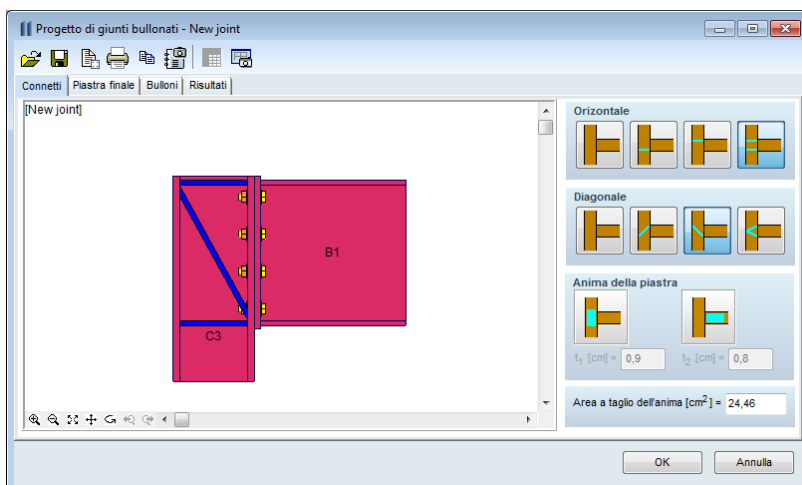 Progetto di giunti bullonati - New joint
Connetti Piastra finale Bulloni Risultati
[New joint]
B1
C3
Orizontale
Diagonale
Anima della piastra
t1 [cm] = 0,9 t2 [cm] = 0,8
Area a taglio dell'anima [cm2] = 24,46
OK Annulla